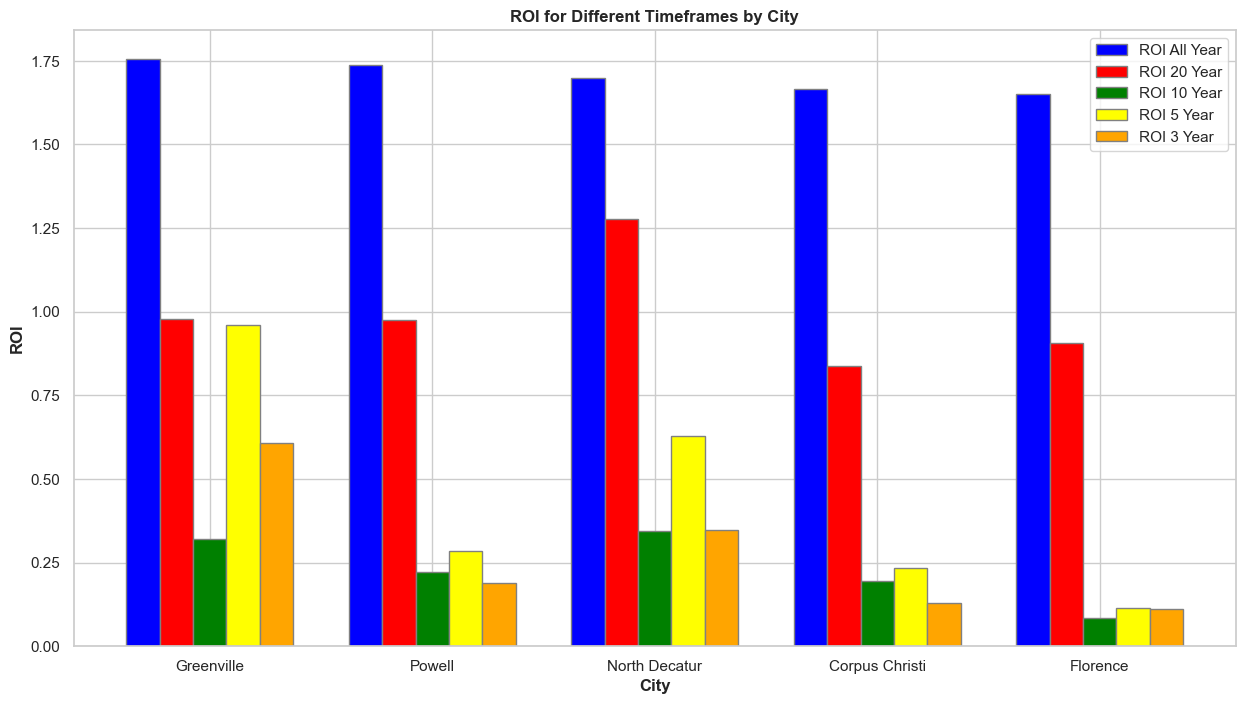 ROI for Different Timeframes by City
ROI All Year
ROI 20 Year
ROI 10 Year
ROI 5 Year
ROI 3 Year
ROI
1.75
1.50
1.25
1.00
0.75
0.50
0.25
0.00
Greenville
Powell
North Decatur
Corpus Christi
Florence
City